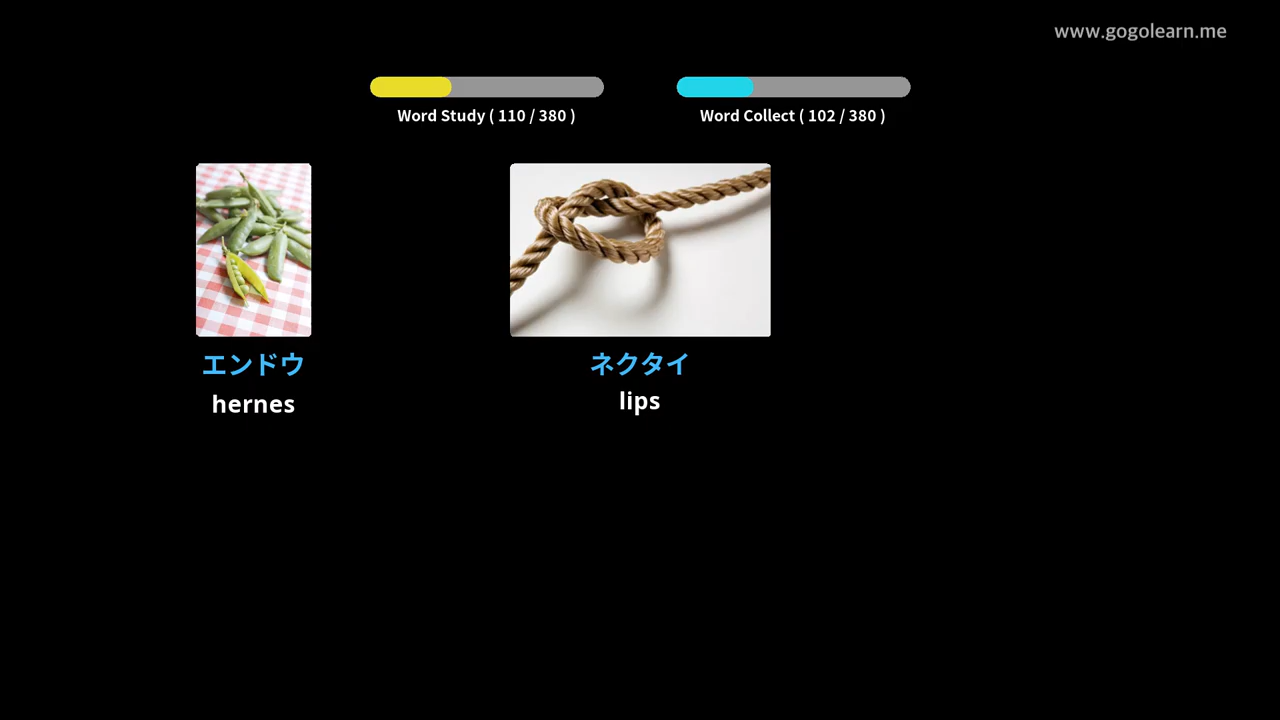 www.gogolearn.me
Word Study ( 110 / 380 )
Word Collect ( 102 / 380 )
エンドウ
hernes
ネクタイ
lips